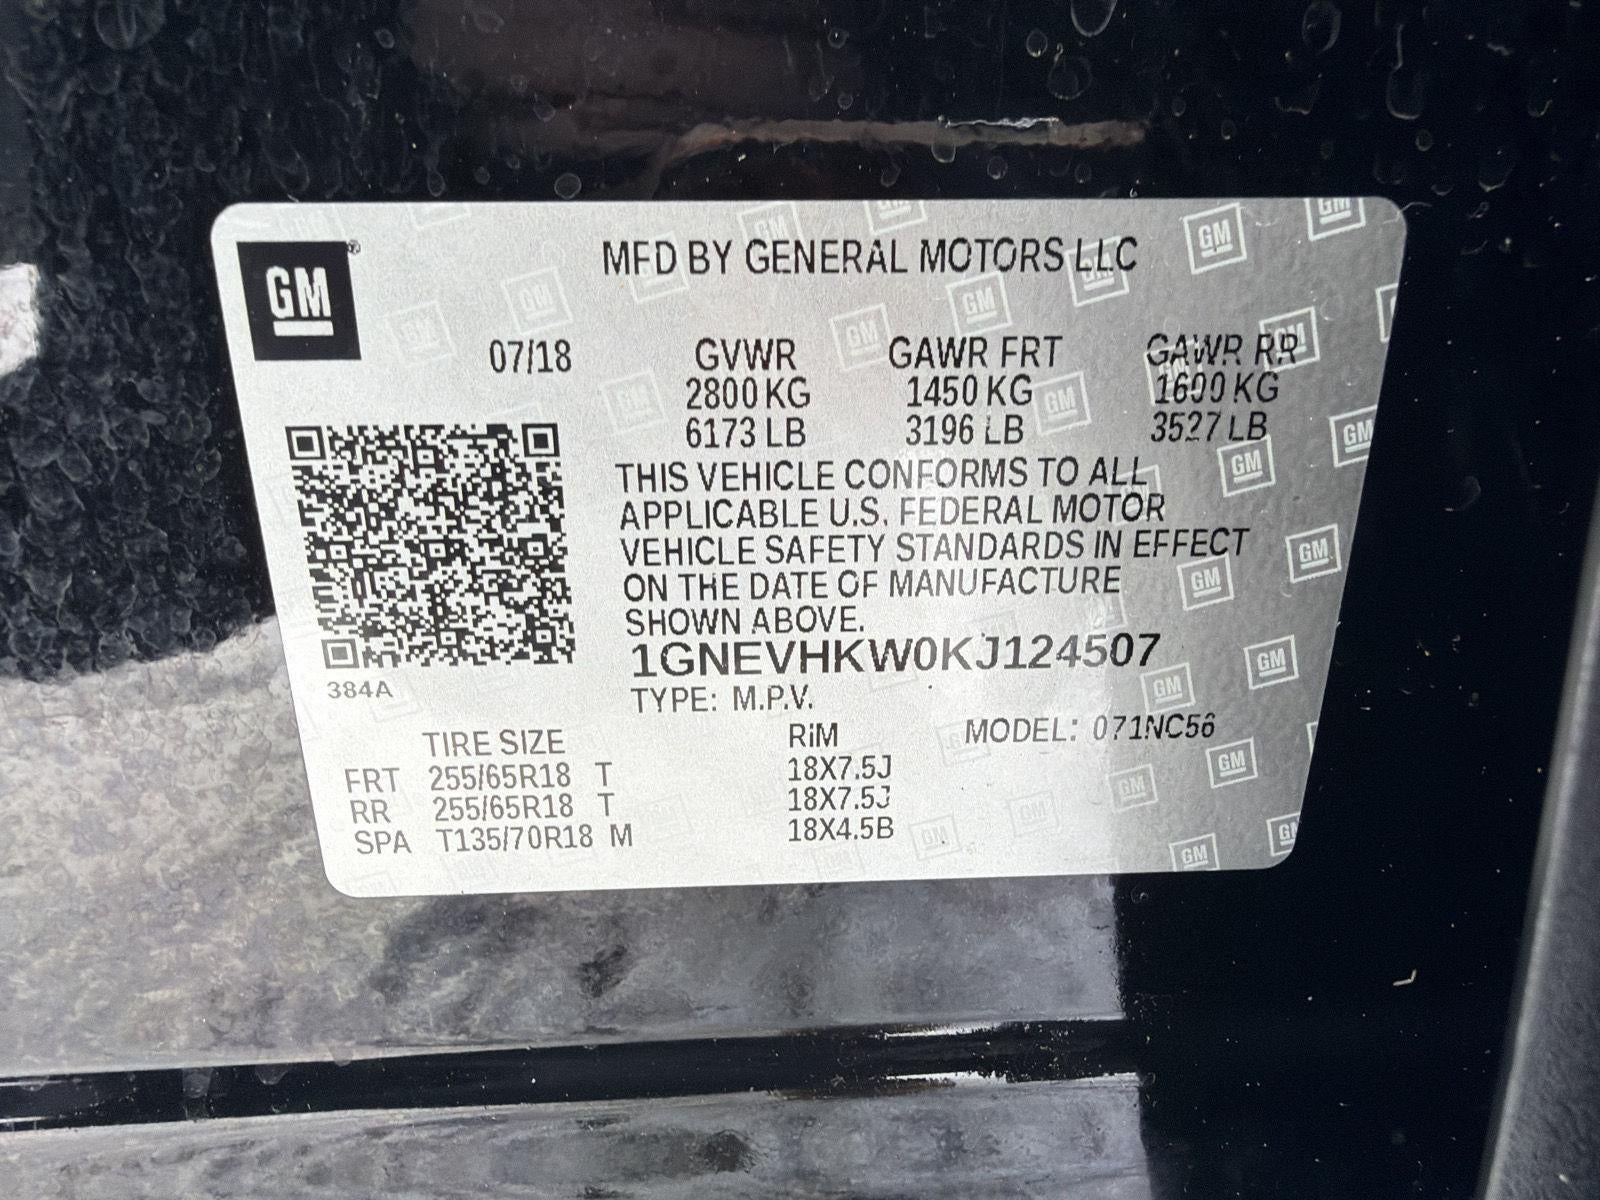 GM
MFD BY GENERAL MOTORS LLC
07/18 GVWR GAWR FRT GAWR RR
2800 KG 1450 KG 1600 KG
6173 LB 3196 LB 3527 LB
THIS VEHICLE CONFORMS TO ALL
APPLICABLE U.S. FEDERAL MOTOR
VEHICLE SAFETY STANDARDS IN EFFECT
ON THE DATE OF MANUFACTURE
SHOWN ABOVE.
1GNEVHKW0KJ124507
384A
TYPE: M.P.V.
TIRE SIZE RIM MODEL: 071NC56
FRT 255/65R18 T 18X7.5J
RR 255/65R18 T 18X7.5J
SPA T135/70R18 M 18X4.5B